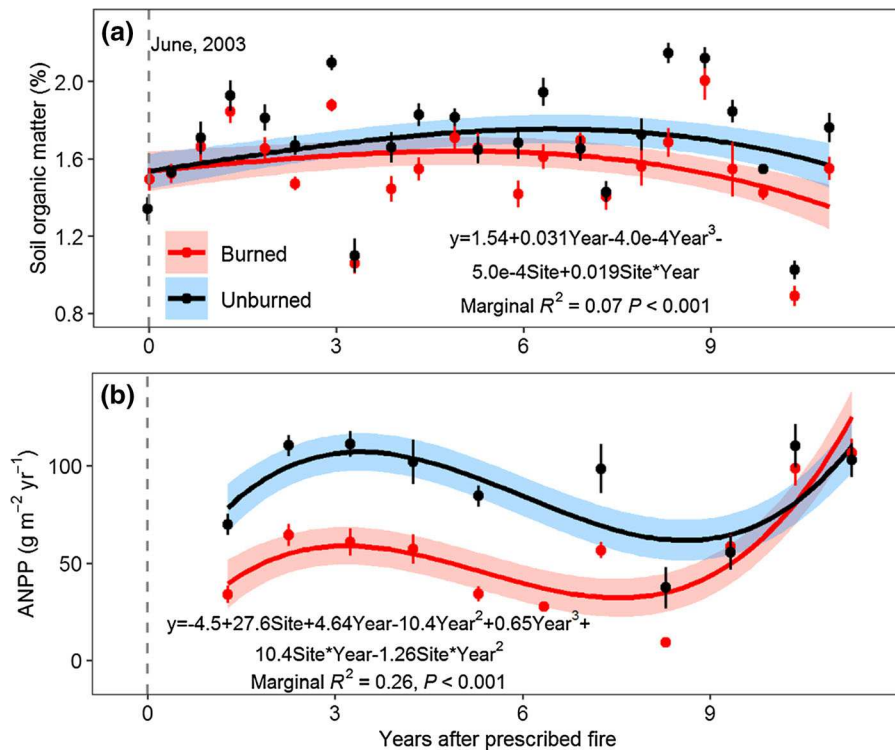 (a)
June, 2003
Soil organic matter (%)
2.0
1.6
1.2
0.8
Burned
Unburned
y=1.54+0.031Year-4.0e-4Year³-
5.0e-4Site+0.019Site*Year
Marginal R² = 0.07 P < 0.001
0 3 6 9
(b)
ANPP (g m⁻² yr⁻¹)
100
50
0
y=-4.5+27.6Site+4.64Year-10.4Year²+0.65Year³+
10.4Site*Year-1.26Site*Year²
Marginal R² = 0.26, P < 0.001
0 3 6 9
Years after prescribed fire